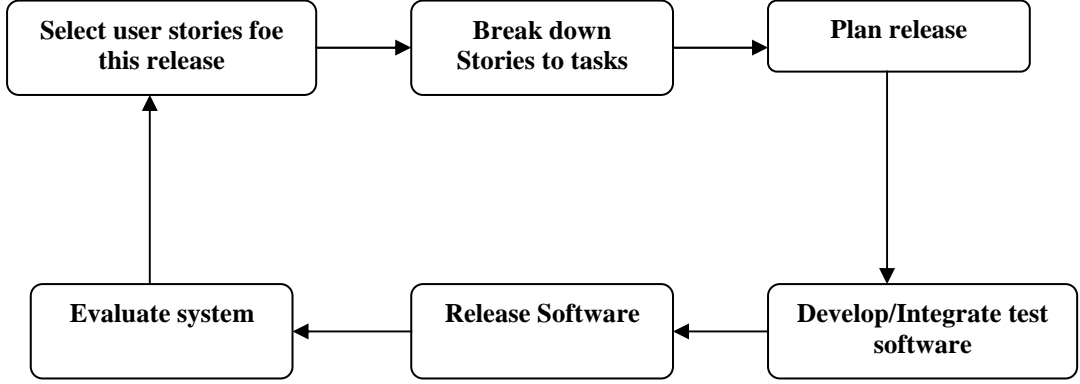 Select user stories foe
this release
Break down
Stories to tasks
Plan release
Evaluate system
Release Software
Develop/Integrate test
software